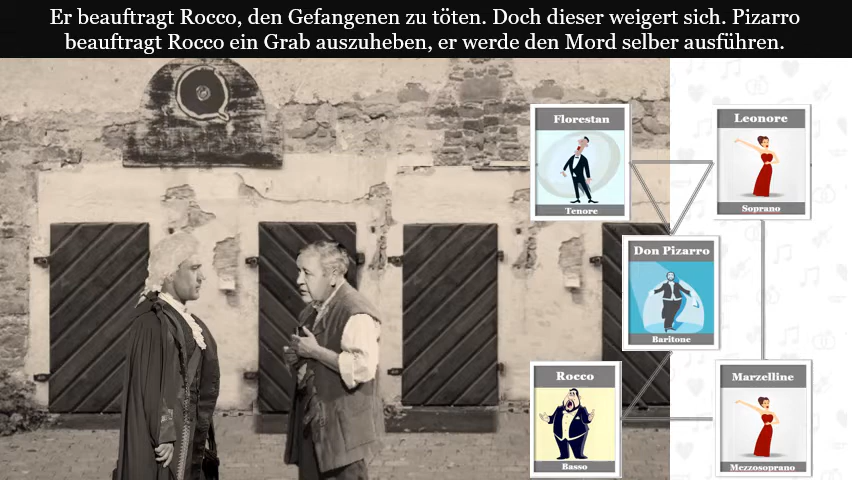 Er beauftragt Rocco, den Gefangenen zu töten. Doch dieser weigert sich. Pizarro
beauftragt Rocco ein Grab auszuheben, er werde den Mord selber ausführen.
Florestan
Tenore
Leonore
Soprano
Don Pizarro
Baritone
Rocco
Basso
Marzelline
Mezzosoprano